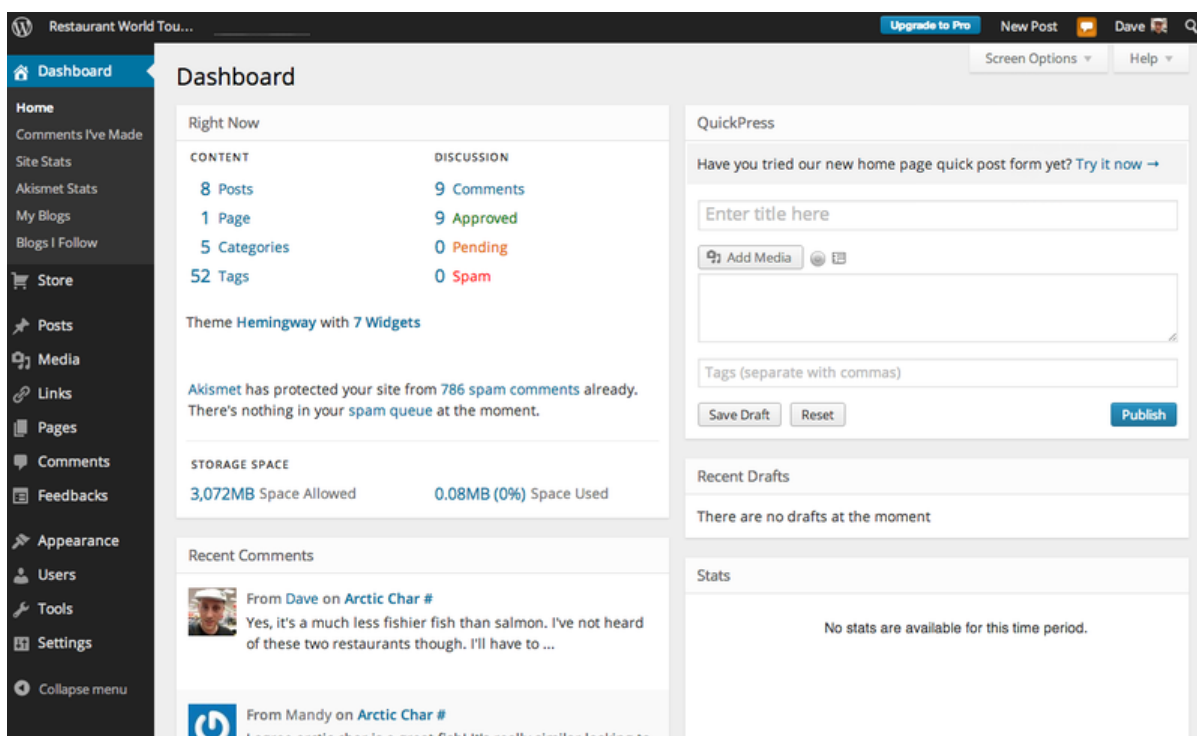 Restaurant World Tou...
Upgrade to Pro
New Post
Dave
Dashboard
Home
Comments I've Made
Site Stats
Akismet Stats
My Blogs
Blogs I Follow
Store
Posts
Media
Links
Pages
Comments
Feedbacks
Appearance
Users
Tools
Settings
Collapse menu
Screen Options
Help
Dashboard
Right Now
CONTENT
DISCUSSION
8 Posts
9 Comments
1 Page
9 Approved
5 Categories
0 Pending
52 Tags
0 Spam
Theme Hemingway with 7 Widgets
Akismet has protected your site from 786 spam comments already.
There's nothing in your spam queue at the moment.
STORAGE SPACE
3,072MB Space Allowed
0.08MB (0%) Space Used
Recent Comments
From Dave on Arctic Char #
Yes, it's a much less fishier fish than salmon. I've not heard
of these two restaurants though. I'll have to ...
From Mandy on Arctic Char #
QuickPress
Have you tried our new home page quick post form yet? Try it now →
Enter title here
Add Media
Tags (separate with commas)
Save Draft
Reset
Publish
Recent Drafts
There are no drafts at the moment
Stats
No stats are available for this time period.